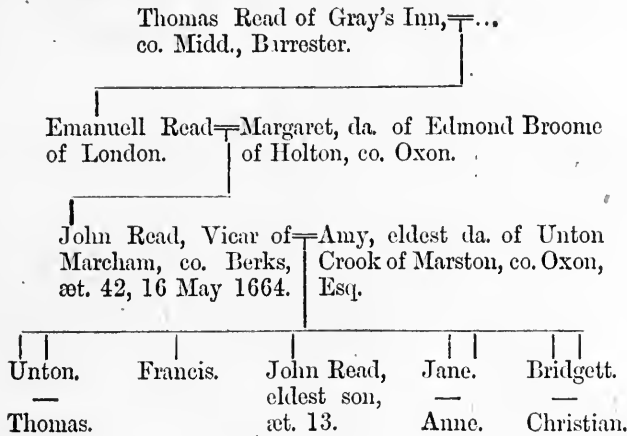 Thomas Read of Gray's Inn,=...
co. Midd., Barrester.
Emanuell Read=Margaret, da. of Edmond Broome
of London. of Holton, co. Oxon.
John Read, Vicar of=Amy, eldest da. of Unton
Marcham, co. Berks, Crook of Marston, co. Oxon,
æt. 42, 16 May 1664. Esq.
Unton. Francis. John Read, Jane. Bridgett.
— eldest son, — —
Thomas. æt. 13. Anne. Christian.